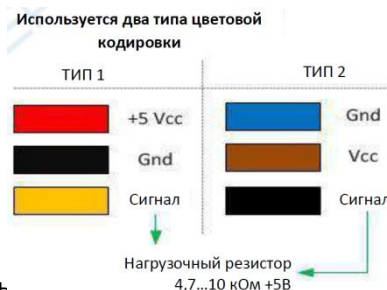 Используется два типа цветовой
кодировки
ТИП 1
ТИП 2
+5 Vcc
Gnd
Gnd
Vcc
Сигнал
Сигнал
Нагрузочный резистор
4,7...10 кОм +5В